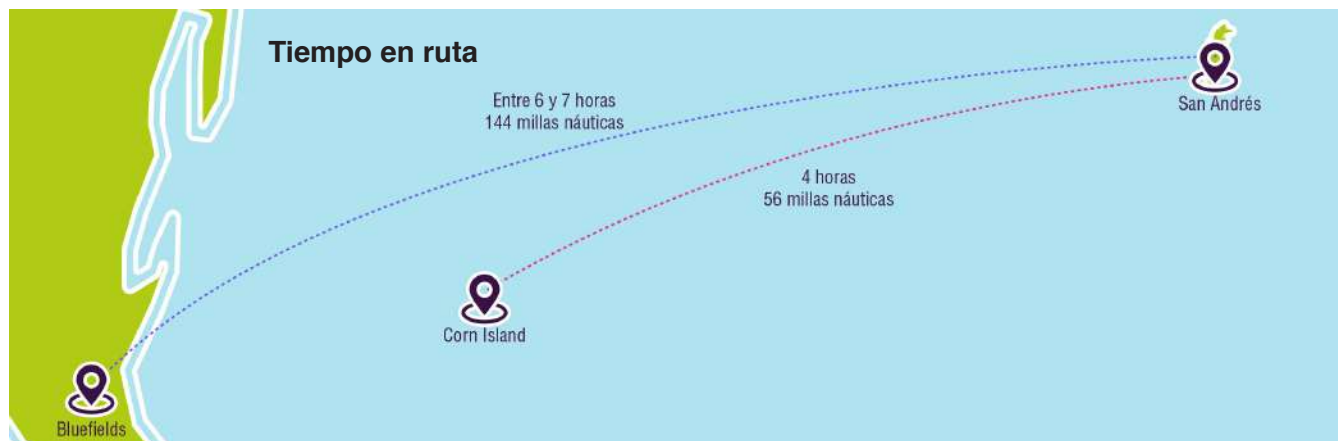 Tiempo en ruta
Entre 6 y 7 horas
144 millas náuticas
San Andrés
4 horas
56 millas náuticas
Corn Island
Bluefields